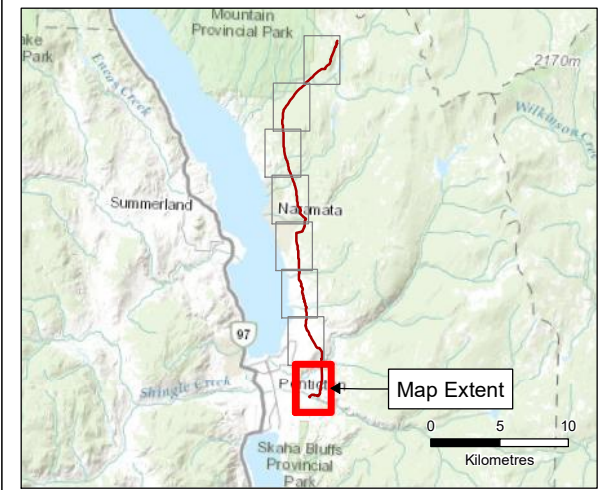 Mountain
Provincial Park
ke
Park
Eneas Creek
2170m
Wilkinson Creek
Summerland
Naramata
97
Shingle Creek
Penticton
Map Extent
0 5 10
Kilometres
Skaha Bluffs
Provincial
Park